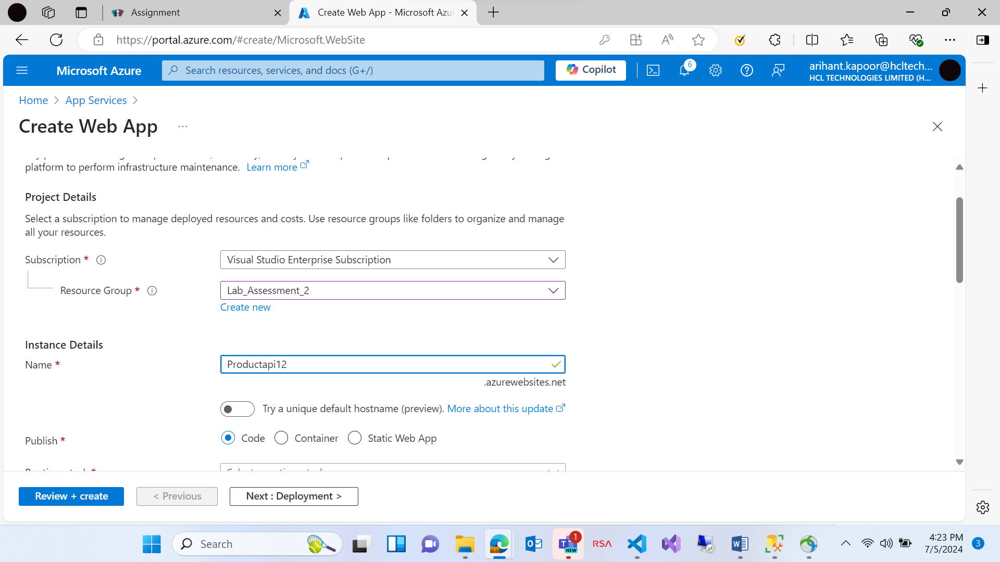 Assignment
Create Web App - Microsoft Azu
https://portal.azure.com/#create/Microsoft.WebSite
Microsoft Azure
Search resources, services, and docs (G+/)
Copilot
6
arihant.kapoor@hcltech...
HCL TECHNOLOGIES LIMITED (H...
Home > App Services >
Create Web App ...
platform to perform infrastructure maintenance. Learn more
Project Details
Select a subscription to manage deployed resources and costs. Use resource groups like folders to organize and manage
all your resources.
Subscription *
Visual Studio Enterprise Subscription
Resource Group *
Lab_Assessment_2
Create new
Instance Details
Name *
Productapi12
.azurewebsites.net
Try a unique default hostname (preview). More about this update
Publish *
Code
Container
Static Web App
Review + create
< Previous
Next : Deployment >
Search
1
NEW
RSA
4:23 PM
7/5/2024
3